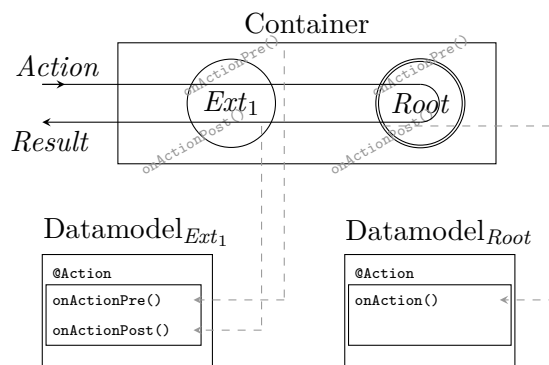 Container
onActionPre()
onActionPre()
Action
Ext1
Root
Result
onActionPost()
onActionPost()
DatamodelExt1
DatamodelRoot
@Action
@Action
onActionPre()
onAction()
onActionPost()